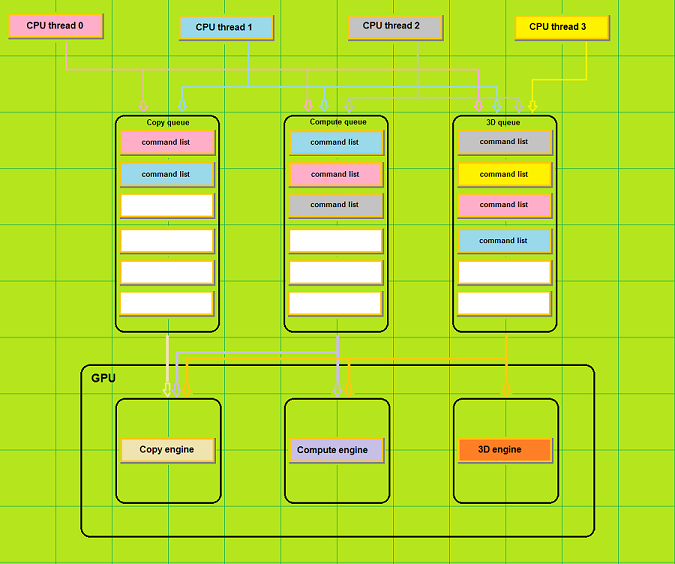 CPU thread 0
CPU thread 1
CPU thread 2
CPU thread 3
Copy queue
Compute queue
3D queue
command list
command list
command list
command list
command list
command list
command list
command list
command list
GPU
Copy engine
Compute engine
3D engine